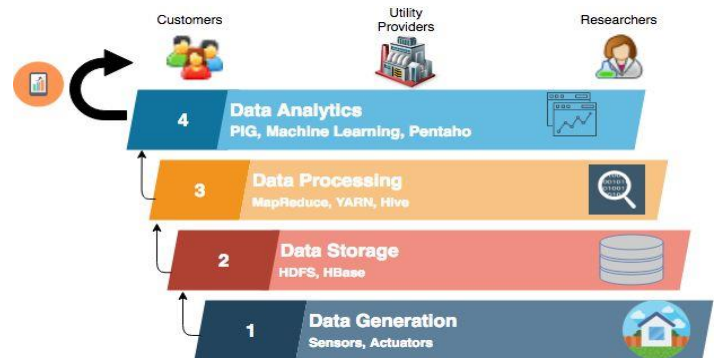 Customers
Utility
Providers
Researchers
4
Data Analytics
PIG, Machine Learning, Pentaho
3
Data Processing
MapReduce, YARN, Hive
2
Data Storage
HDFS, HBase
1
Data Generation
Sensors, Actuators